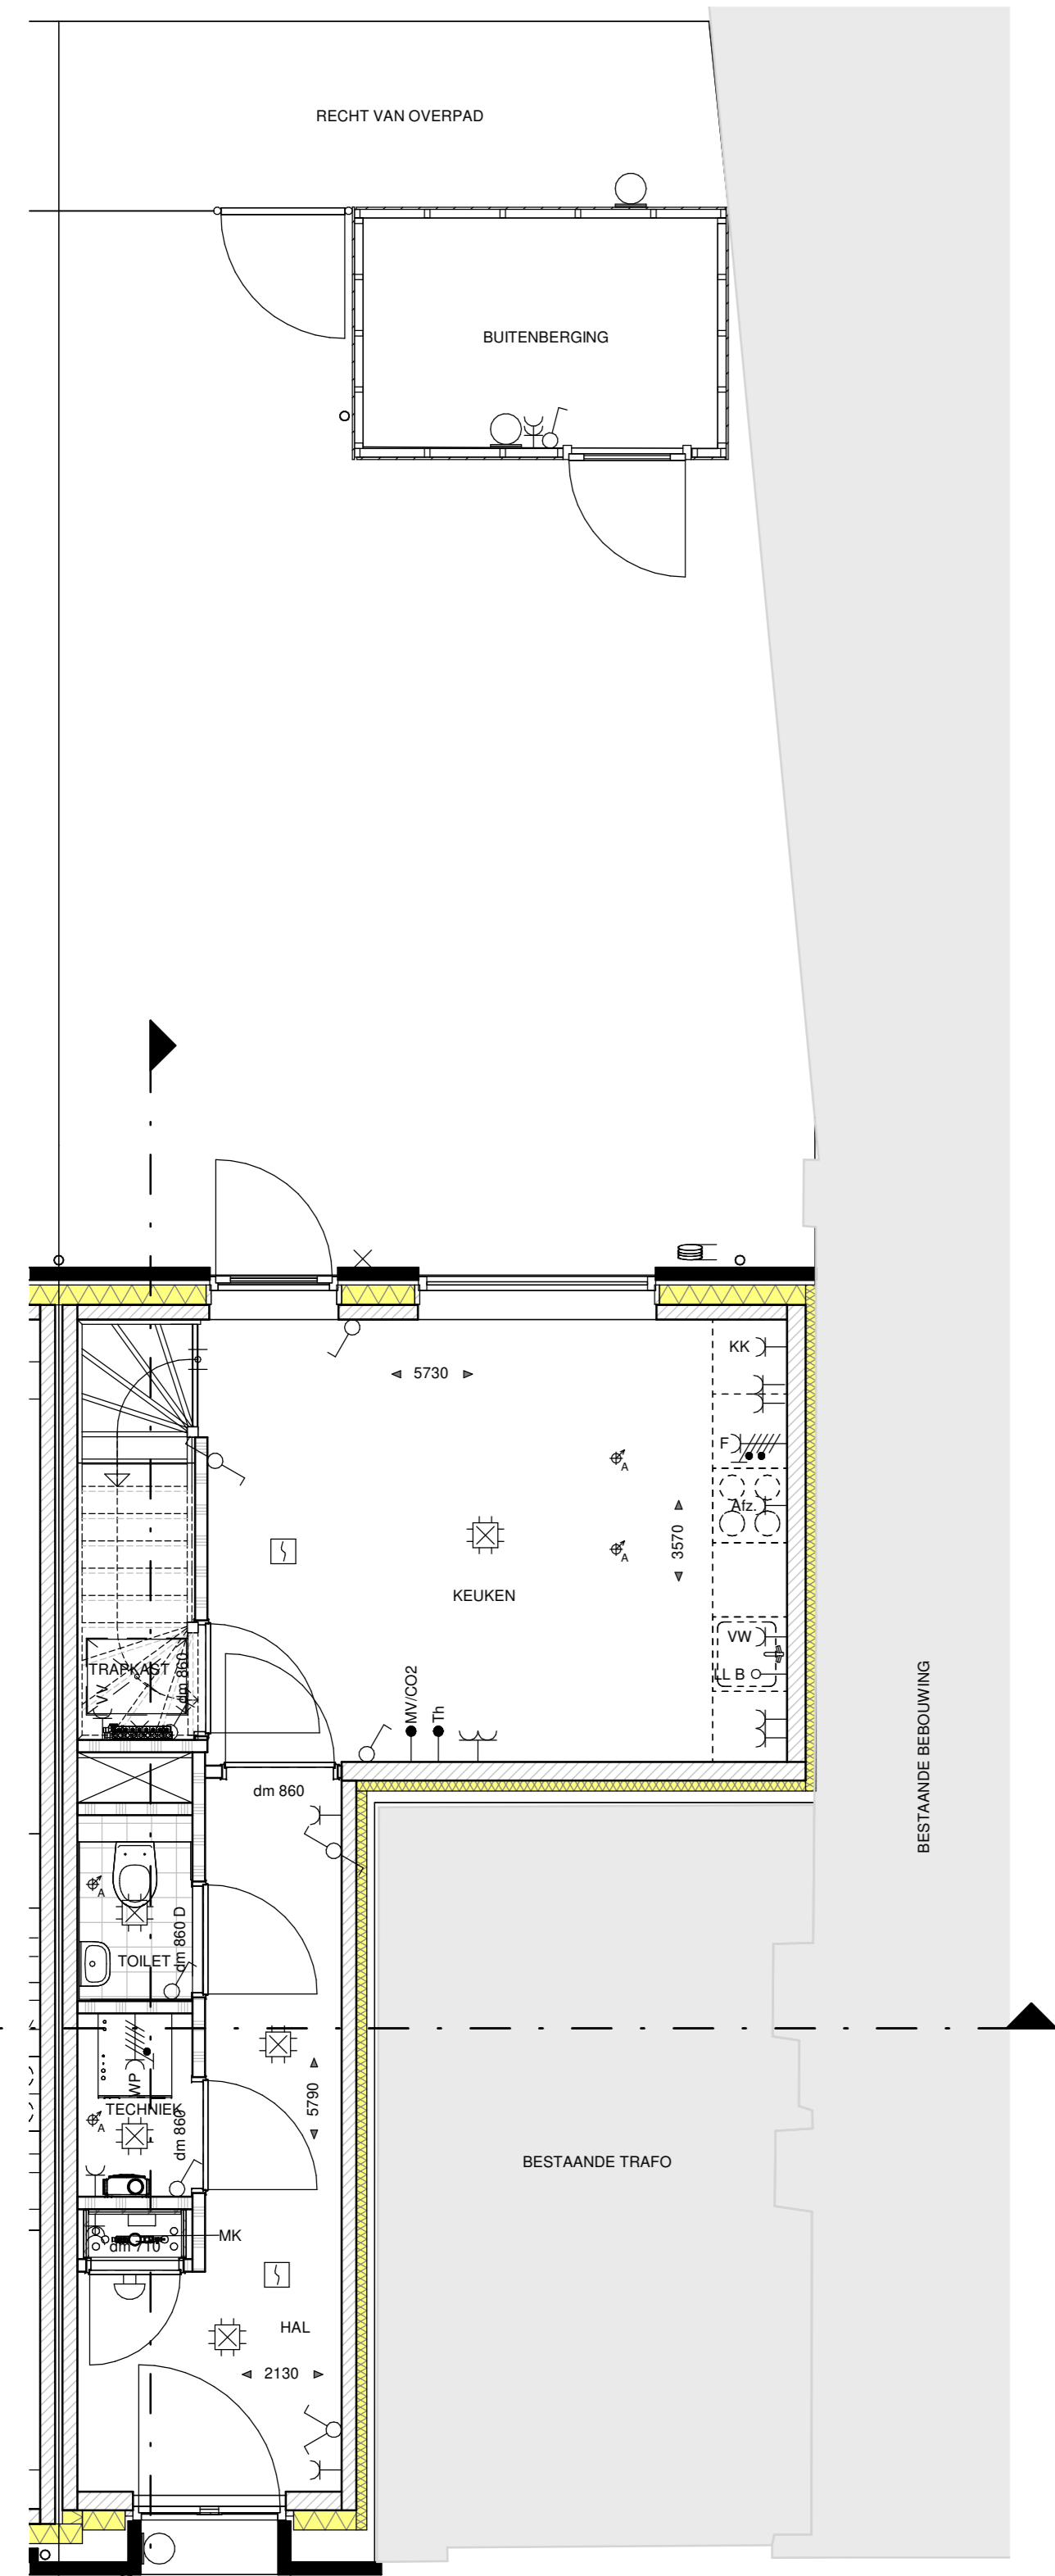 RECHT VAN OVERPAD
BUITENBERGING
KK
5730
F
A
Afz.
3570
A
KEUKEN
VW
TRAPKAST
dm 860
VV
LL B
MV/CO2
Th
BESTAANDE BEBOUWING
dm 860
A
dm 860 D
TOILET
WP
TECHNIEK
A
dm 860
5790
BESTAANDE TRAFO
MK
dm 710
HAL
2130